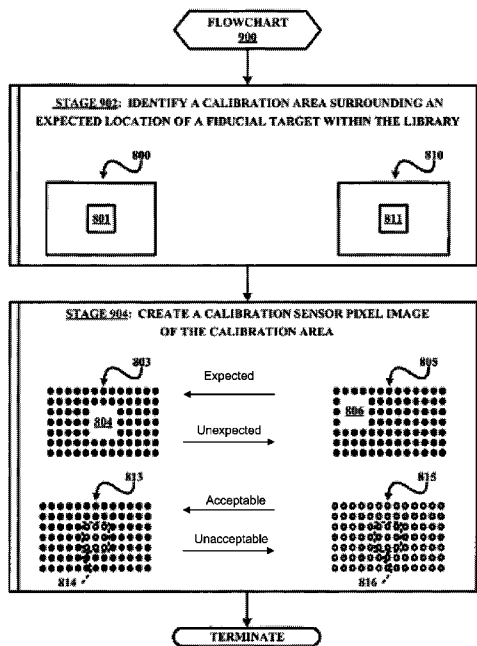 FLOWCHART
900
STAGE 902: IDENTIFY A CALIBRATION AREA SURROUNDING AN
EXPECTED LOCATION OF A FIDUCIAL TARGET WITHIN THE LIBRARY
800
810
801
811
STAGE 904: CREATE A CALIBRATION SENSOR PIXEL IMAGE
OF THE CALIBRATION AREA
803
Expected
805
804
806
Unexpected
813
Acceptable
815
Unacceptable
814
816
TERMINATE